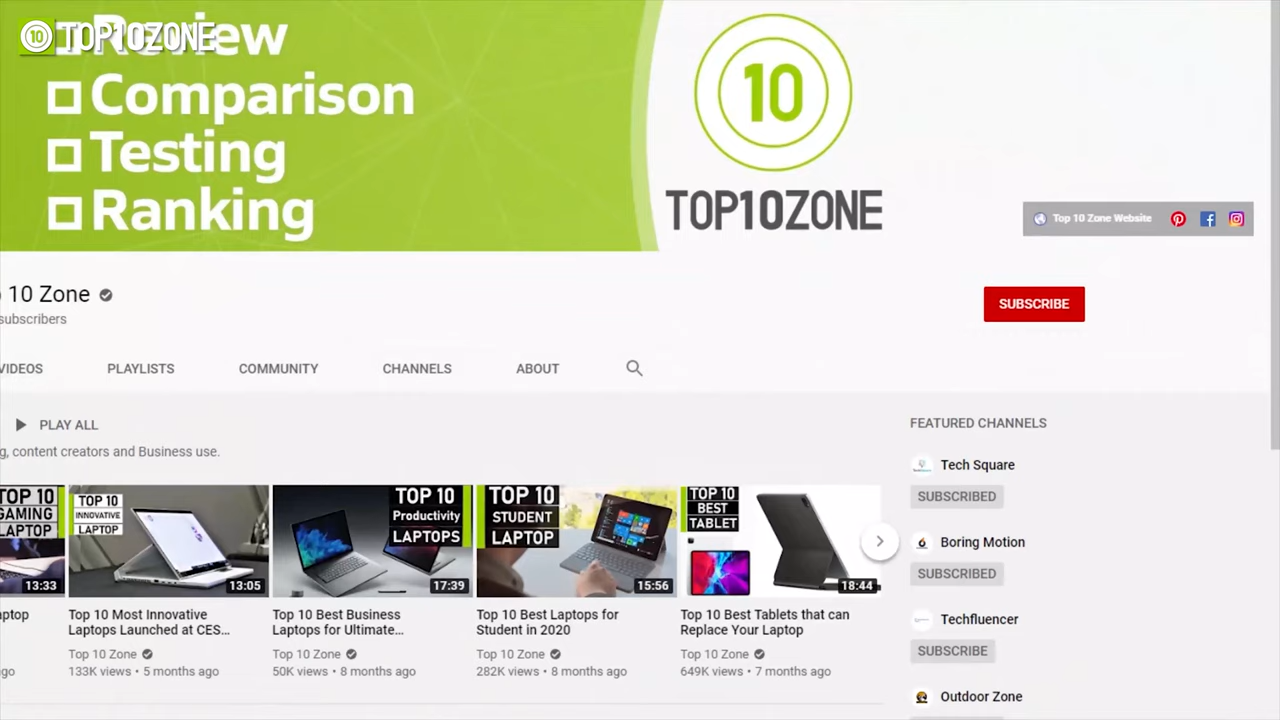 TOP10ZONE
Review
Comparison
Testing
Ranking
10
TOP10ZONE
Top 10 Zone Website
10 Zone
subscribers
SUBSCRIBE
VIDEOS
PLAYLISTS
COMMUNITY
CHANNELS
ABOUT
PLAY ALL
content creators and Business use.
FEATURED CHANNELS
Tech Square
SUBSCRIBED
Boring Motion
SUBSCRIBED
Techfluencer
SUBSCRIBE
Outdoor Zone
TOP 10
GAMING
LAPTOP
13:33
TOP 10
INNOVATIVE
LAPTOP
13:05
Top 10 Most Innovative
Laptops Launched at CES...
Top 10 Zone
133K views • 5 months ago
TOP 10
Productivity
LAPTOPS
17:39
Top 10 Best Business
Laptops for Ultimate...
Top 10 Zone
50K views • 8 months ago
TOP 10
STUDENT
LAPTOP
15:56
Top 10 Best Laptops for
Student in 2020
Top 10 Zone
282K views • 8 months ago
TOP 10
BEST
TABLET
18:44
Top 10 Best Tablets that can
Replace Your Laptop
Top 10 Zone
649K views • 7 months ago